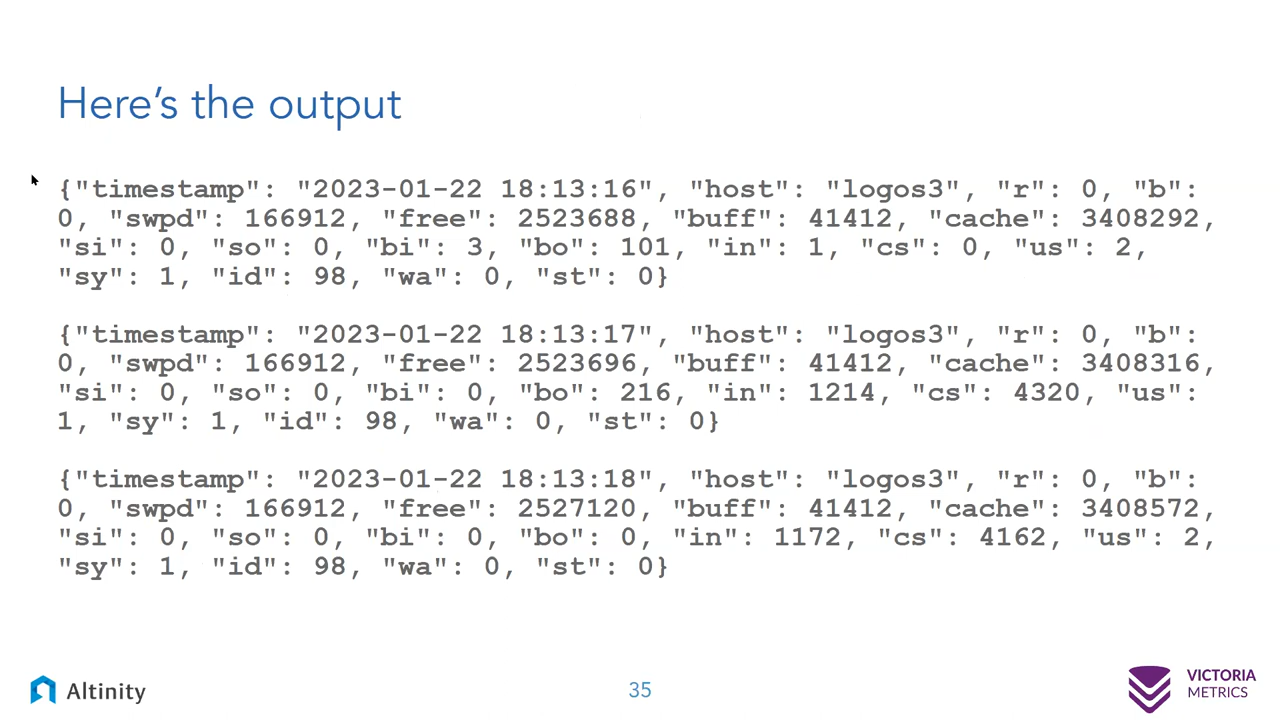 Here's the output
{"timestamp": "2023-01-22 18:13:16", "host": "logos3", "r": 0, "b":
0, "swpd": 166912, "free": 2523688, "buff": 41412, "cache": 3408292,
"si": 0, "so": 0, "bi": 3, "bo": 101, "in": 1, "cs": 0, "us": 2,
"sy": 1, "id": 98, "wa": 0, "st": 0}
{"timestamp": "2023-01-22 18:13:17", "host": "logos3", "r": 0, "b":
0, "swpd": 166912, "free": 2523696, "buff": 41412, "cache": 3408316,
"si": 0, "so": 0, "bi": 0, "bo": 216, "in": 1214, "cs": 4320, "us":
1, "sy": 1, "id": 98, "wa": 0, "st": 0}
{"timestamp": "2023-01-22 18:13:18", "host": "logos3", "r": 0, "b":
0, "swpd": 166912, "free": 2527120, "buff": 41412, "cache": 3408572,
"si": 0, "so": 0, "bi": 0, "bo": 0, "in": 1172, "cs": 4162, "us": 2,
"sy": 1, "id": 98, "wa": 0, "st": 0}
Altinity
35
VICTORIA
METRICS